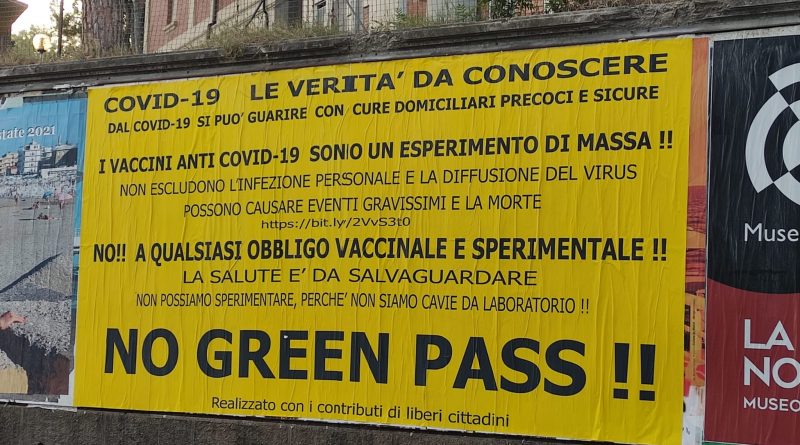 estate 2021
COVID-19 LE VERITA' DA CONOSCERE
DAL COVID-19 SI PUO' GUARIRE CON CURE DOMICILIARI PRECOCI E SICURE
I VACCINI ANTI COVID-19 SONO UN ESPERIMENTO DI MASSA !!
NON ESCLUDONO L'INFEZIONE PERSONALE E LA DIFFUSIONE DEL VIRUS
POSSONO CAUSARE EVENTI GRAVISSIMI E LA MORTE
https://bit.ly/2VvS3t0
NO!! A QUALSIASI OBBLIGO VACCINALE E SPERIMENTALE !!
LA SALUTE E' DA SALVAGUARDARE
NON POSSIAMO SPERIMENTARE, PERCHE' NON SIAMO CAVIE DA LABORATORIO !!
NO GREEN PASS !!
Realizzato con i contributi di liberi cittadini
Muse
LA
NO
MUSEO